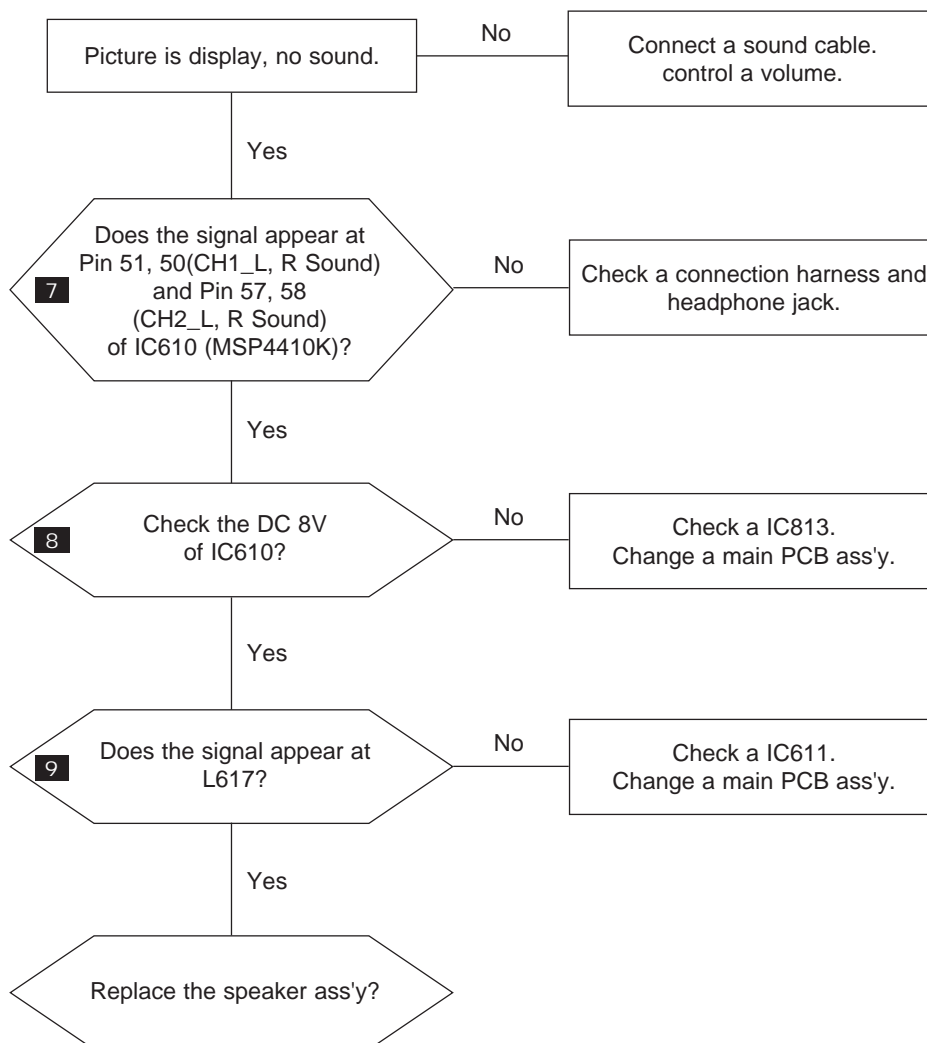 Picture is display, no sound.
No
Connect a sound cable.
control a volume.
Yes
7
Does the signal appear at
Pin 51, 50(CH1_L, R Sound)
and Pin 57, 58
(CH2_L, R Sound)
of IC610 (MSP4410K)?
No
Check a connection harness and
headphone jack.
Yes
8
Check the DC 8V
of IC610?
No
Check a IC813.
Change a main PCB ass'y.
Yes
9
Does the signal appear at
L617?
No
Check a IC611.
Change a main PCB ass'y.
Yes
Replace the speaker ass'y?